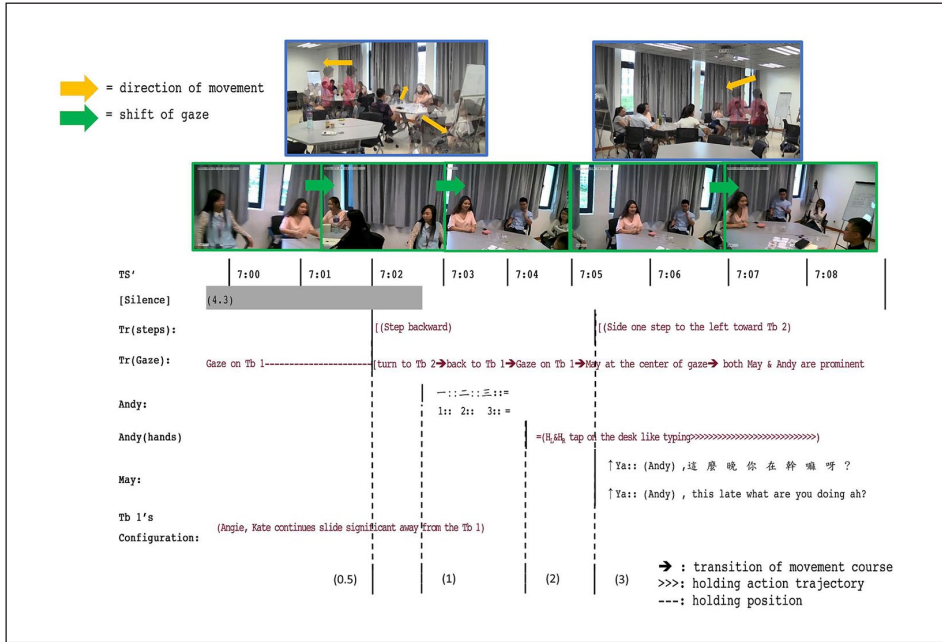 = direction of movement
= shift of gaze
TS’ 7:00 7:01 7:02 7:03 7:04 7:05 7:06 7:07 7:08
[Silence] (4.3)
Tr(steps): [(Step backward) [(Side one step to the left toward Tb 2)
Tr(Gaze): Gaze on Tb 1---------------------[turn to Tb 2➔back to Tb 1➔Gaze on Tb 1➔May at the center of gaze➔ both May & Andy are prominent
Andy: 一::二::三::=
1:: 2:: 3:: =
Andy(hands) =(H_L&H_R tap on the desk like typing>>>>>>>>>>>>>>>>>>>>>>>>>>>>)
May: ↑Ya:: (Andy) ,這 麼 晚 你 在 幹 嘛 呀 ?
↑Ya:: (Andy) , this late what are you doing ah?
Tb 1’s
Configuration: (Angie, Kate continues slide significant away from the Tb 1)
(0.5) (1) (2) (3)
➔ : transition of movement course
>>>: holding action trajectory
---: holding position